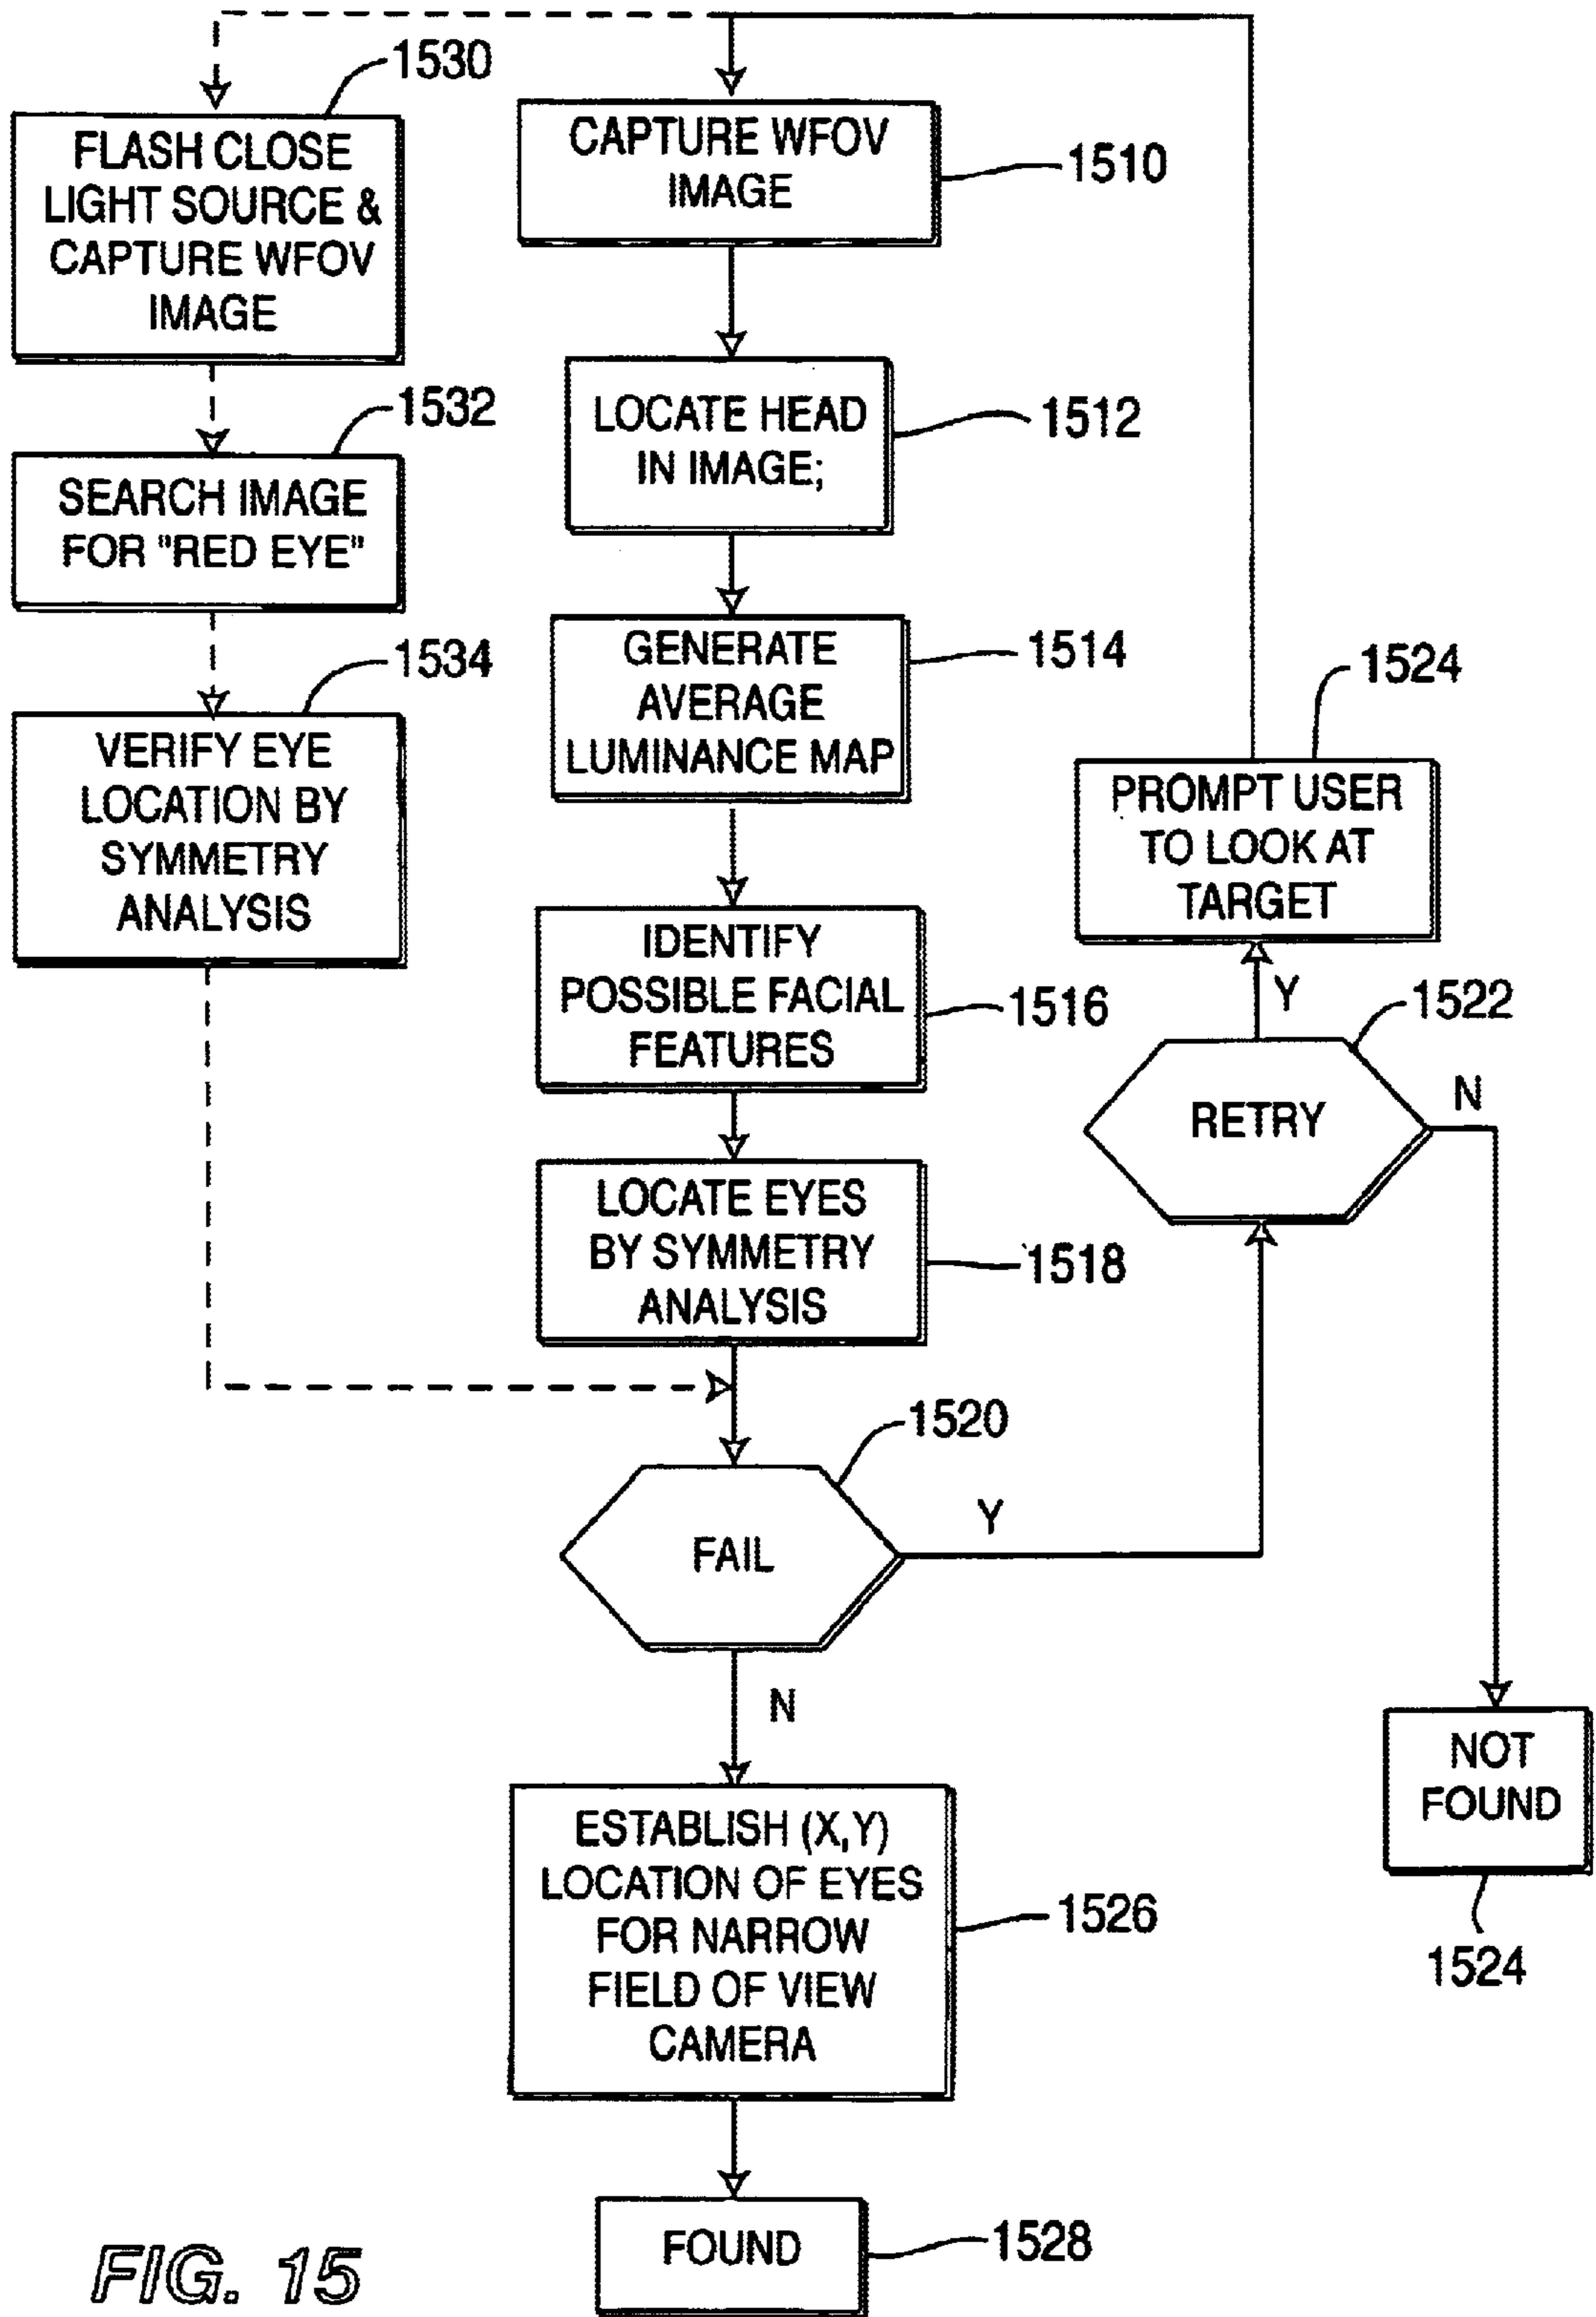 1530
FLASH CLOSE
LIGHT SOURCE &
CAPTURE WFOV
IMAGE
1532
SEARCH IMAGE
FOR "RED EYE"
1534
VERIFY EYE
LOCATION BY
SYMMETRY
ANALYSIS
CAPTURE WFOV
IMAGE
1510
LOCATE HEAD
IN IMAGE;
1512
GENERATE
AVERAGE
LUMINANCE MAP
1514
IDENTIFY
POSSIBLE FACIAL
FEATURES
1516
LOCATE EYES
BY SYMMETRY
ANALYSIS
1518
1520
FAIL
Y
N
1524
PROMPT USER
TO LOOK AT
TARGET
Y
1522
RETRY
N
NOT
FOUND
1524
ESTABLISH (X,Y)
LOCATION OF EYES
FOR NARROW
FIELD OF VIEW
CAMERA
1526
FOUND
1528
FIG. 15